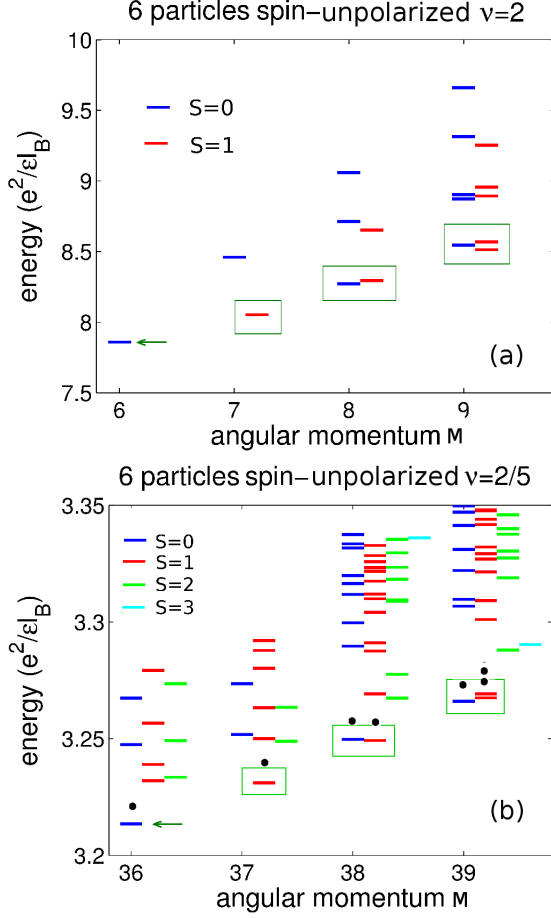 6 particles spin−unpolarized ν=2
10
9.5
9
8.5
8
7.5
energy (e²/εl_B)
S=0
S=1
(a)
6 7 8 9
angular momentum M
6 particles spin−unpolarized ν=2/5
3.35
3.3
3.25
3.2
energy (e²/εl_B)
S=0
S=1
S=2
S=3
(b)
36 37 38 39
angular momentum M